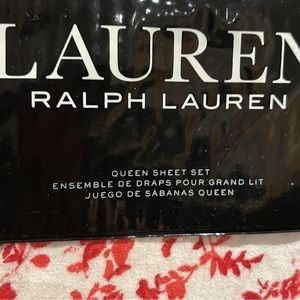 LAUREN
RALPH LAUREN
QUEEN SHEET SET
ENSEMBLE DE DRAPS POUR GRAND LIT
JUEGO DE SÁBANAS QUEEN